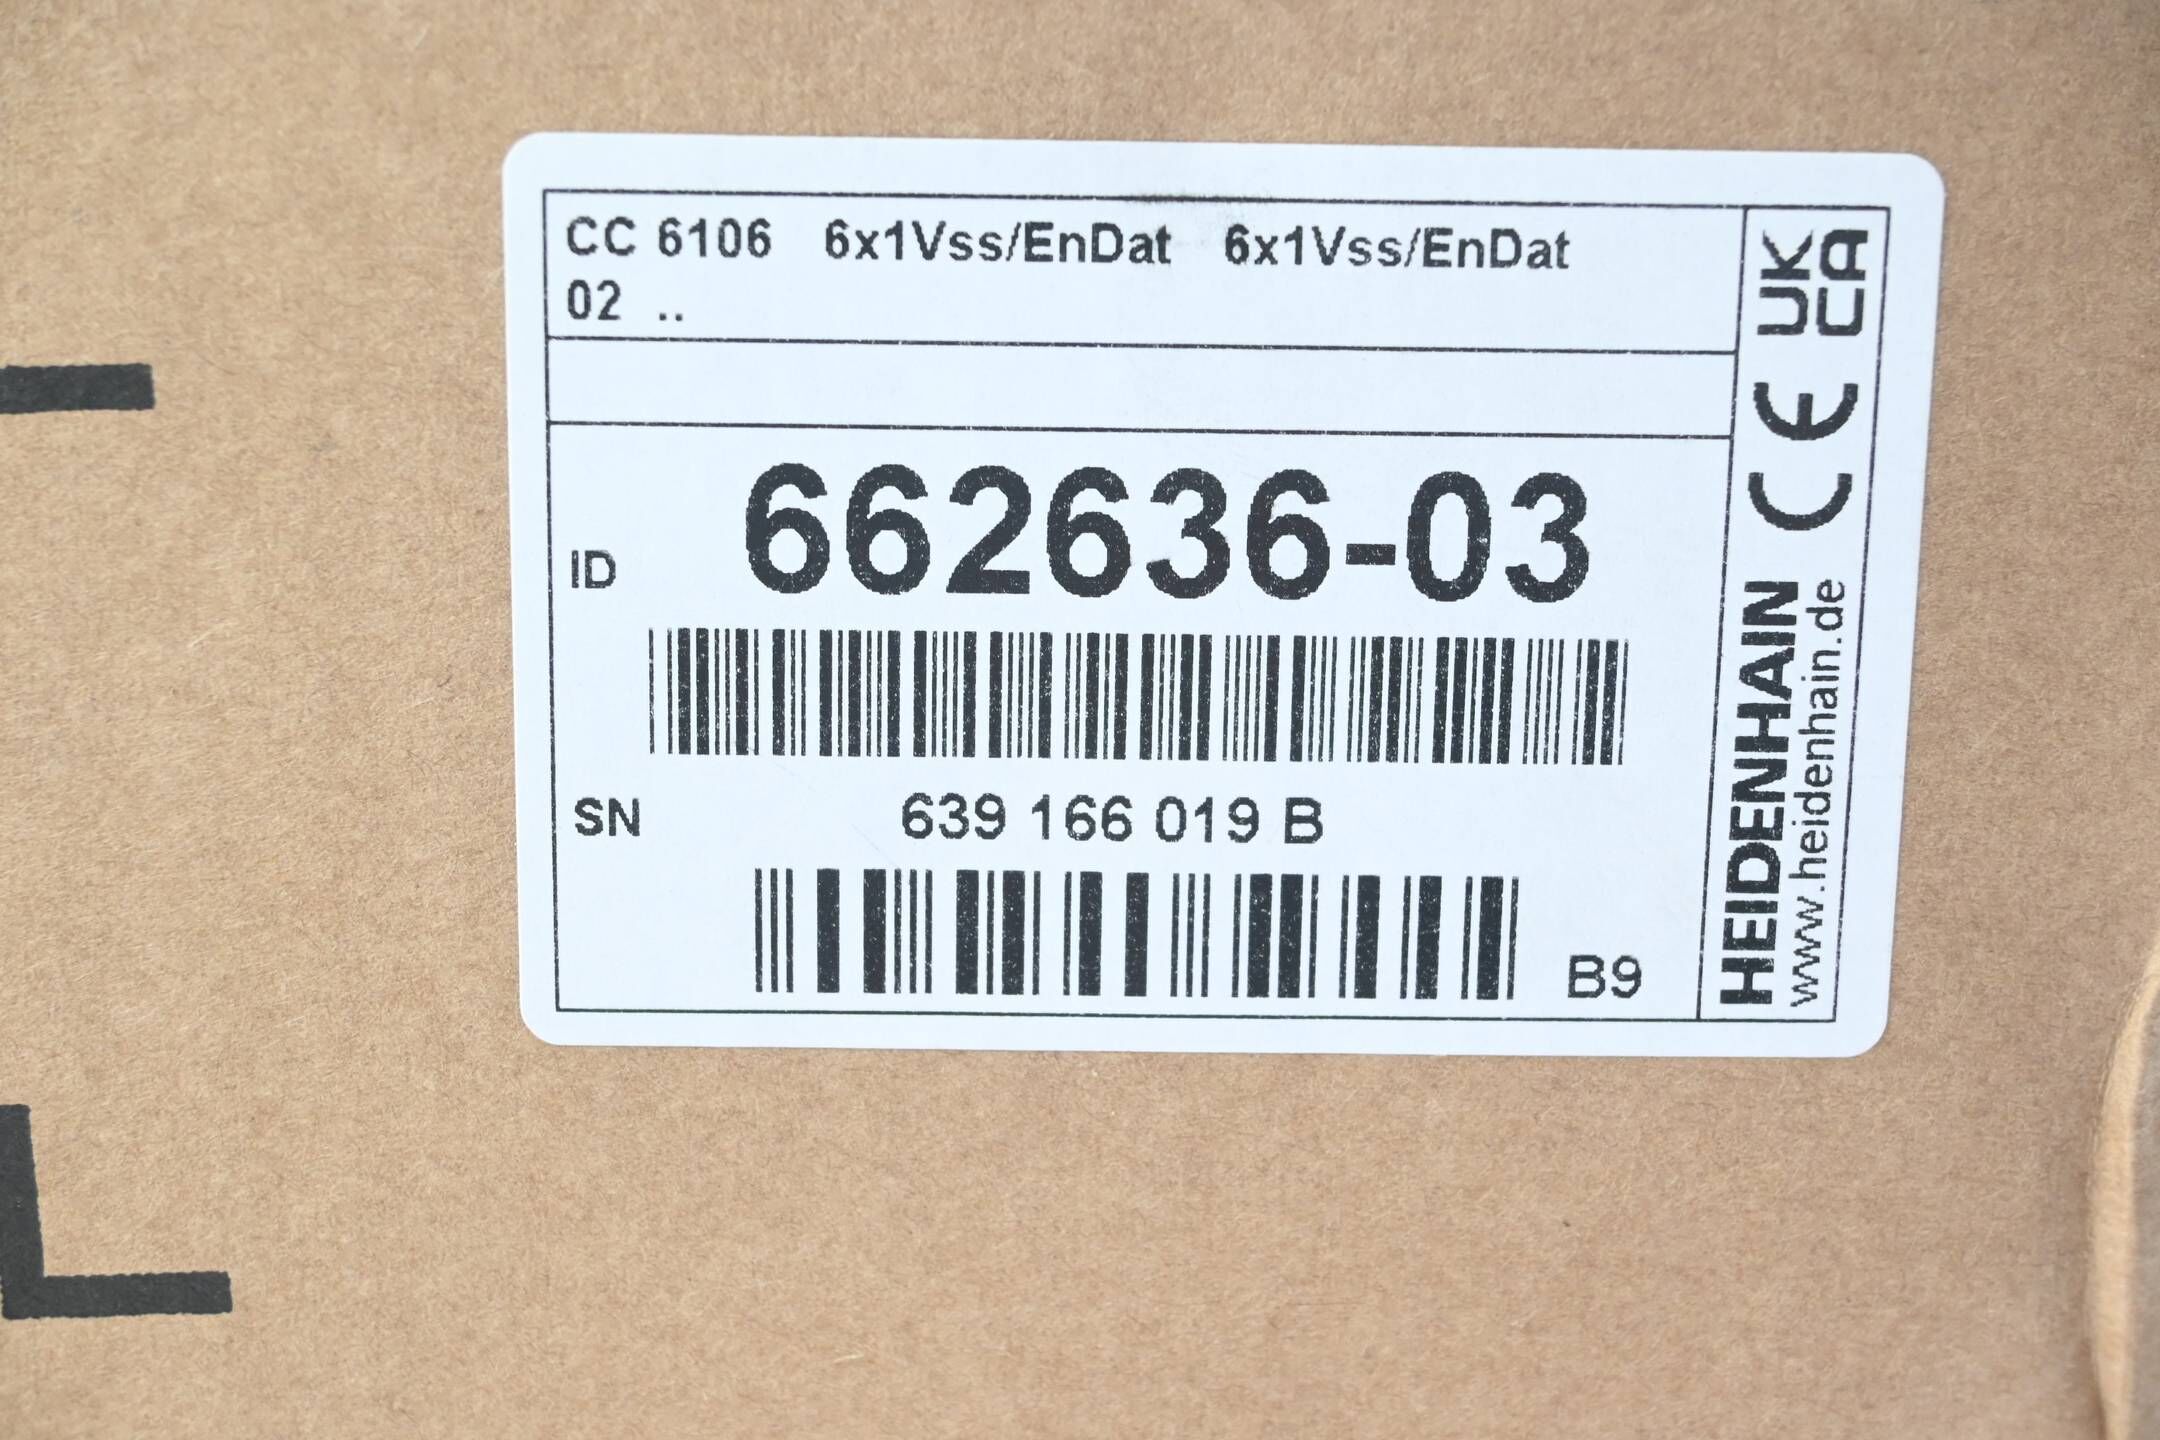 CC 6106 6x1Vss/EnDat 6x1Vss/EnDat
02 ..
ID 662636-03
SN 639 166 019 B
B9
HEIDENHAIN
www.heidenhain.de
CE
UK
CA